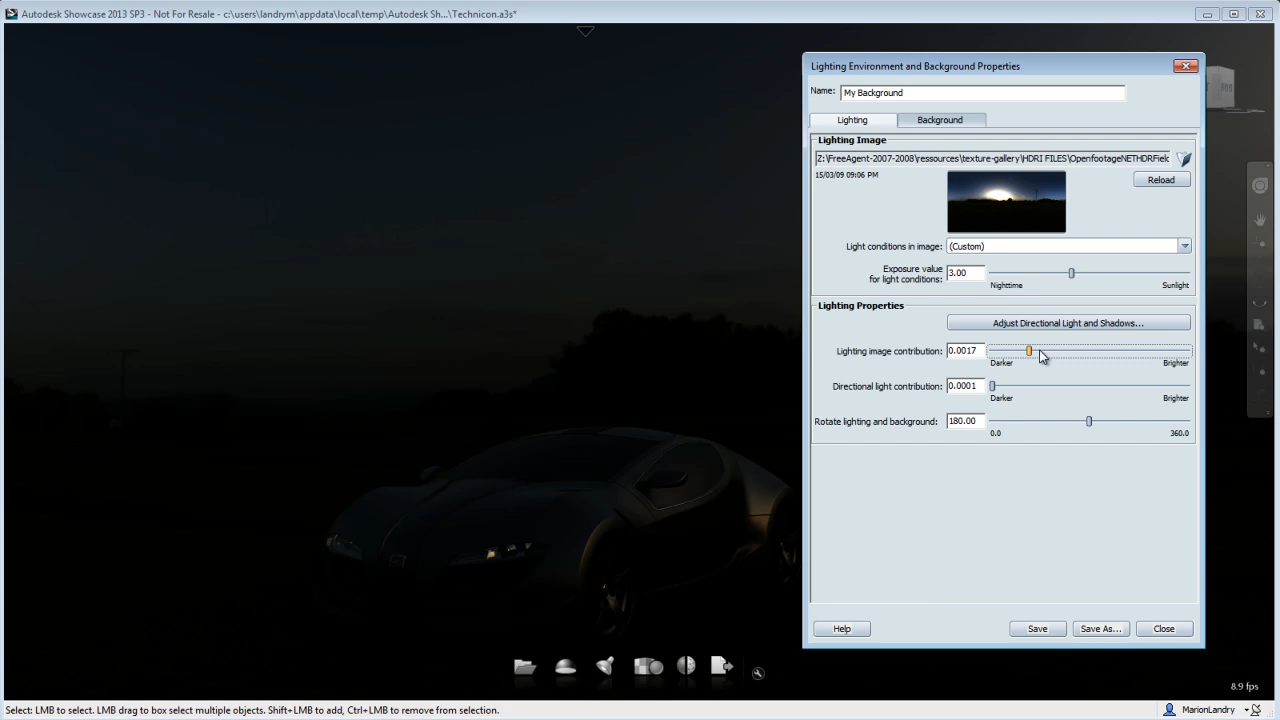 Autodesk Showcase 2013 SP3 - Not For Resale - c:\users\landrym\appdata\local\temp\Autodesk Sh...\Technicon.a3s*
Lighting Environment and Background Properties
Name: My Background
Lighting Background
Lighting Image
Z:\FreeAgent-2007-2008\ressources\texture-gallery\HDRI FILES\OpenfootageNETHDRFiel
15/03/09 09:06 PM
Reload
Light conditions in image: (Custom)
Exposure value
for light conditions:
3.00
Nighttime Sunlight
Lighting Properties
Adjust Directional Light and Shadows...
Lighting image contribution: 0.0017
Darker Brighter
Directional light contribution: 0.0001
Darker Brighter
Rotate lighting and background: 180.00
0.0 360.0
Help Save Save As... Close
8.9 fps
Select: LMB to select. LMB drag to box select multiple objects. Shift+LMB to add, Ctrl+LMB to remove from selection.
MarionLandry